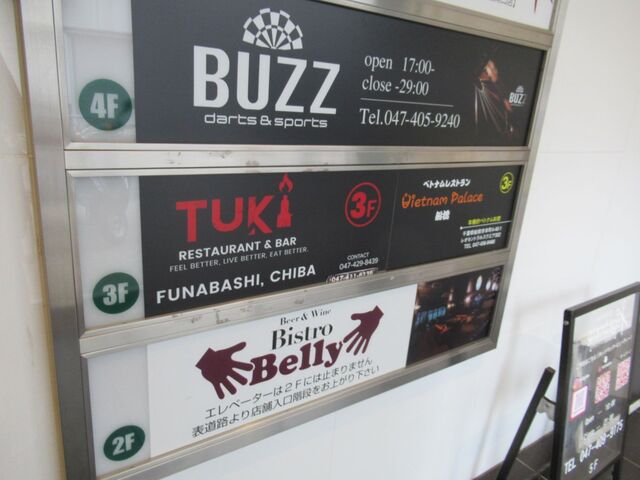 4F
BUZZ
darts & sports
open 17:00-
close -29:00
Tel.047-405-9240
BUZZ
3F
TUKI
RESTAURANT & BAR
FEEL BETTER, LIVE BETTER, EAT BETTER.
FUNABASHI, CHIBA
3F
CONTACT
047-429-8439
ベトナムレストラン
Vietnam Palace
船橋
3F
2F
Beer & Wine
Bistro
Belly
エレベーターは2Fには止まりません
表道路より店舗入口階段をお上がり下さい
5F